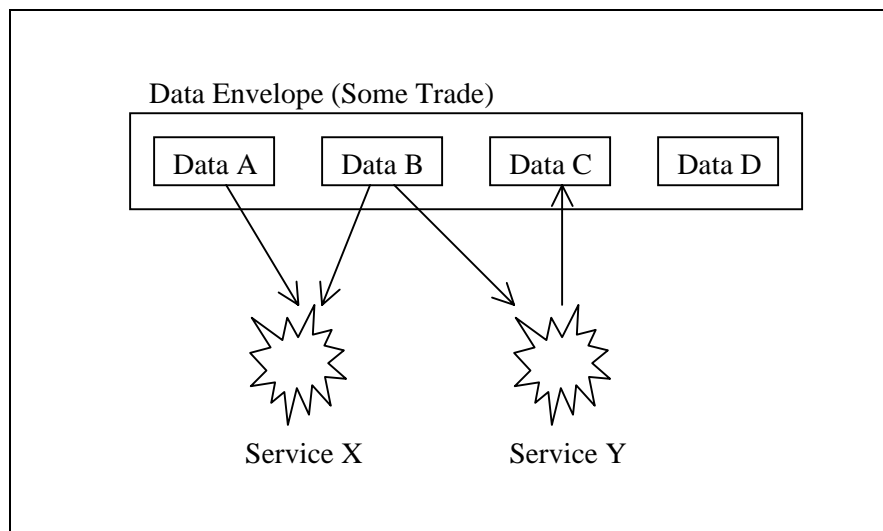 Data Envelope (Some Trade)
Data A
Data B
Data C
Data D
Service X
Service Y